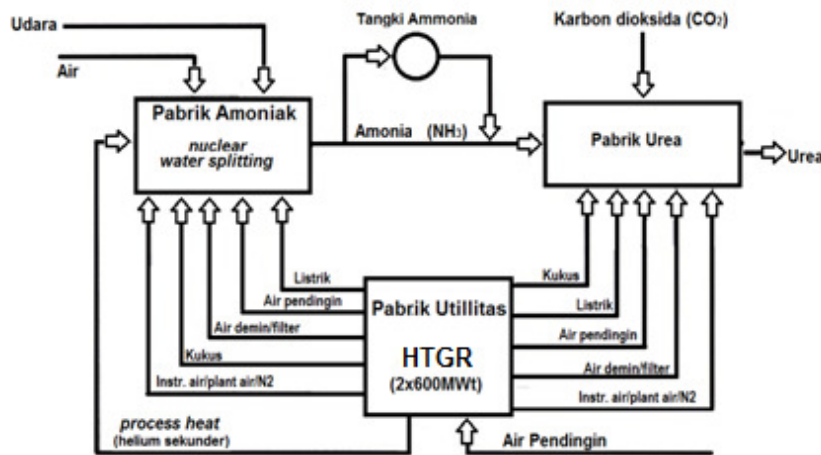 Udara
Air
Tangki Ammonia
Karbon dioksida (CO₂)
Pabrik Amoniak
nuclear
water splitting
Amonia (NH₃)
Pabrik Urea
Urea
Listrik
Air pendingin
Air demin/filter
Kukus
Instr. air/plant air/N2
process heat
(helium sekunder)
Pabrik Utillitas
HTGR
(2x600MWt)
Kukus
Listrik
Air pendingin
Air demin/filter
Instr. air/plant air/N2
Air Pendingin